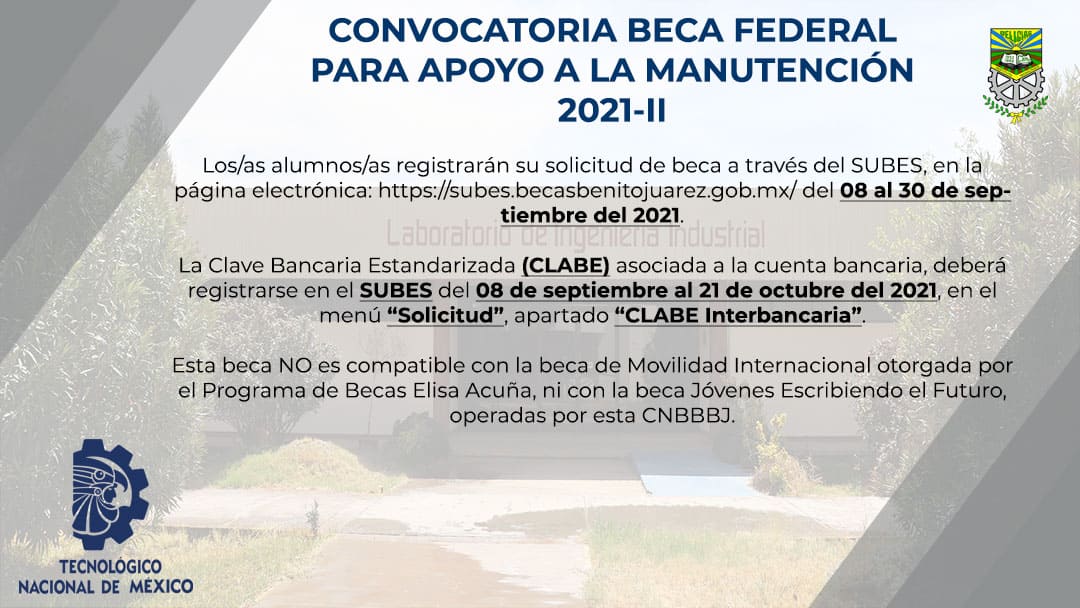 CONVOCATORIA BECA FEDERAL
PARA APOYO A LA MANUTENCIÓN
2021-II
DELICIAS
Los/as alumnos/as registrarán su solicitud de beca a través del SUBES, en la
página electrónica: https://subes.becasbenitojuarez.gob.mx/ del 08 al 30 de sep-
tiembre del 2021.
Laboratorio de Ingeniería Industrial
La Clave Bancaria Estandarizada (CLABE) asociada a la cuenta bancaria, deberá
registrarse en el SUBES del 08 de septiembre al 21 de octubre del 2021, en el
menú “Solicitud”, apartado “CLABE Interbancaria”.
Esta beca NO es compatible con la beca de Movilidad Internacional otorgada por
el Programa de Becas Elisa Acuña, ni con la beca Jóvenes Escribiendo el Futuro,
operadas por esta CNBBBJ.
TECNOLÓGICO
NACIONAL DE MÉXICO